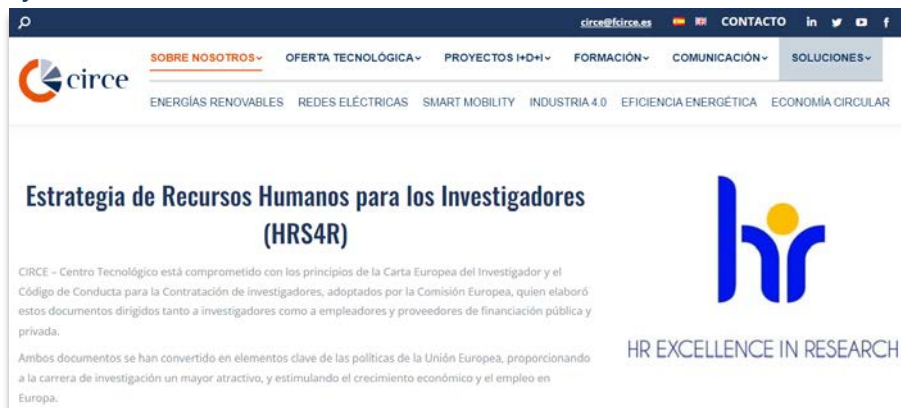 circe@fcirce.es CONTACTO
circe
SOBRE NOSOTROS OFERTA TECNOLÓGICA PROYECTOS I+D+I FORMACIÓN COMUNICACIÓN SOLUCIONES
ENERGÍAS RENOVABLES REDES ELÉCTRICAS SMART MOBILITY INDUSTRIA 4.0 EFICIENCIA ENERGÉTICA ECONOMÍA CIRCULAR
Estrategia de Recursos Humanos para los Investigadores
(HRS4R)
CIRCE – Centro Tecnológico está comprometido con los principios de la Carta Europea del Investigador y el
Código de Conducta para la Contratación de investigadores, adoptados por la Comisión Europea, quien elaboró
estos documentos dirigidos tanto a investigadores como a empleadores y proveedores de financiación pública y
privada.
Ambos documentos se han convertido en elementos clave de las políticas de la Unión Europea, proporcionando
a la carrera de investigación un mayor atractivo, y estimulando el crecimiento económico y el empleo en
Europa.
hr
HR EXCELLENCE IN RESEARCH